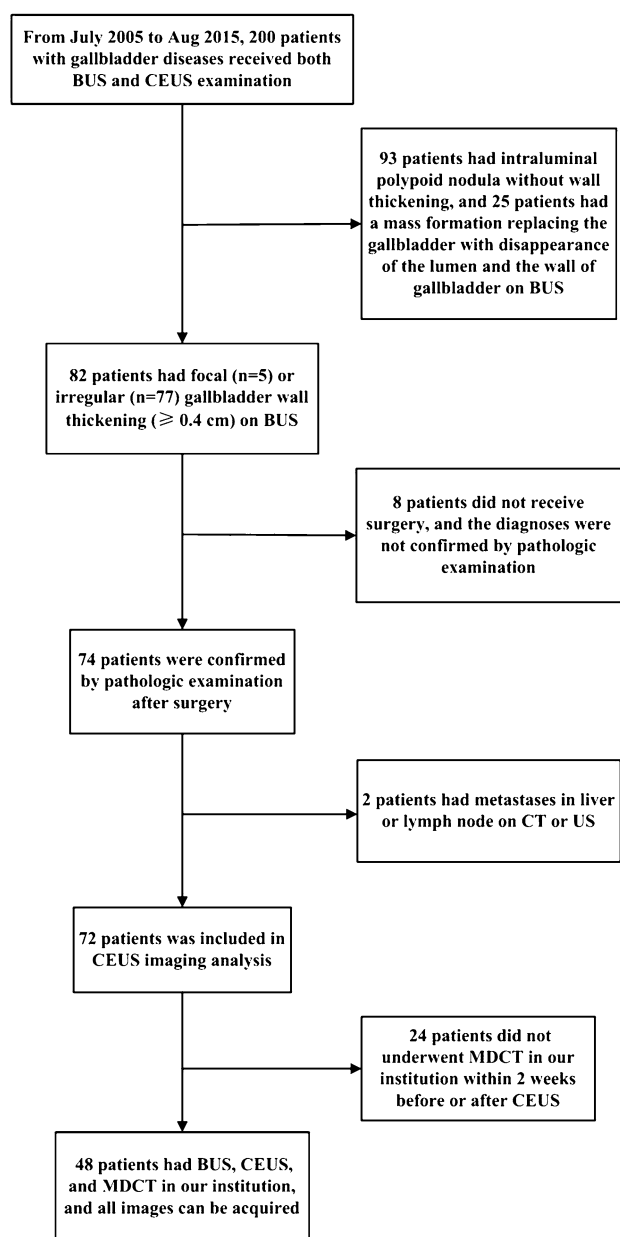 From July 2005 to Aug 2015, 200 patients
with gallbladder diseases received both
BUS and CEUS examination
93 patients had intraluminal
polypoid nodula without wall
thickening, and 25 patients had
a mass formation replacing the
gallbladder with disappearance
of the lumen and the wall of
gallbladder on BUS
82 patients had focal (n=5) or
irregular (n=77) gallbladder wall
thickening (≥ 0.4 cm) on BUS
8 patients did not receive
surgery, and the diagnoses were
not confirmed by pathologic
examination
74 patients were confirmed
by pathologic examination
after surgery
2 patients had metastases in liver
or lymph node on CT or US
72 patients was included in
CEUS imaging analysis
24 patients did not
underwent MDCT in our
institution within 2 weeks
before or after CEUS
48 patients had BUS, CEUS,
and MDCT in our institution,
and all images can be acquired